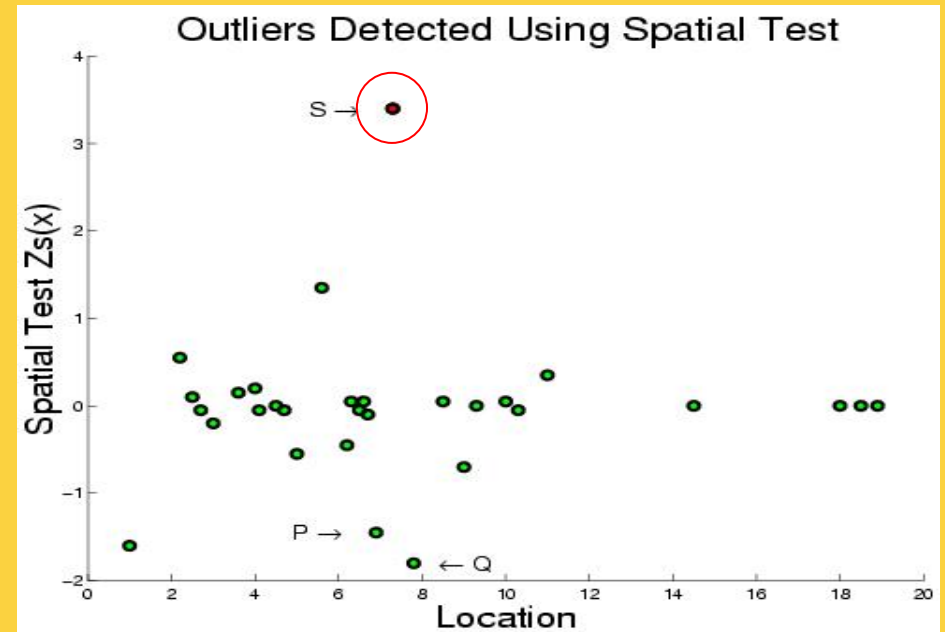 Outliers Detected Using Spatial Test
4
S →
3
2
Spatial Test Zs(x)
1
0
−1
P →
← Q
−2
0 2 4 6 8 10 12 14 16 18 20
Location